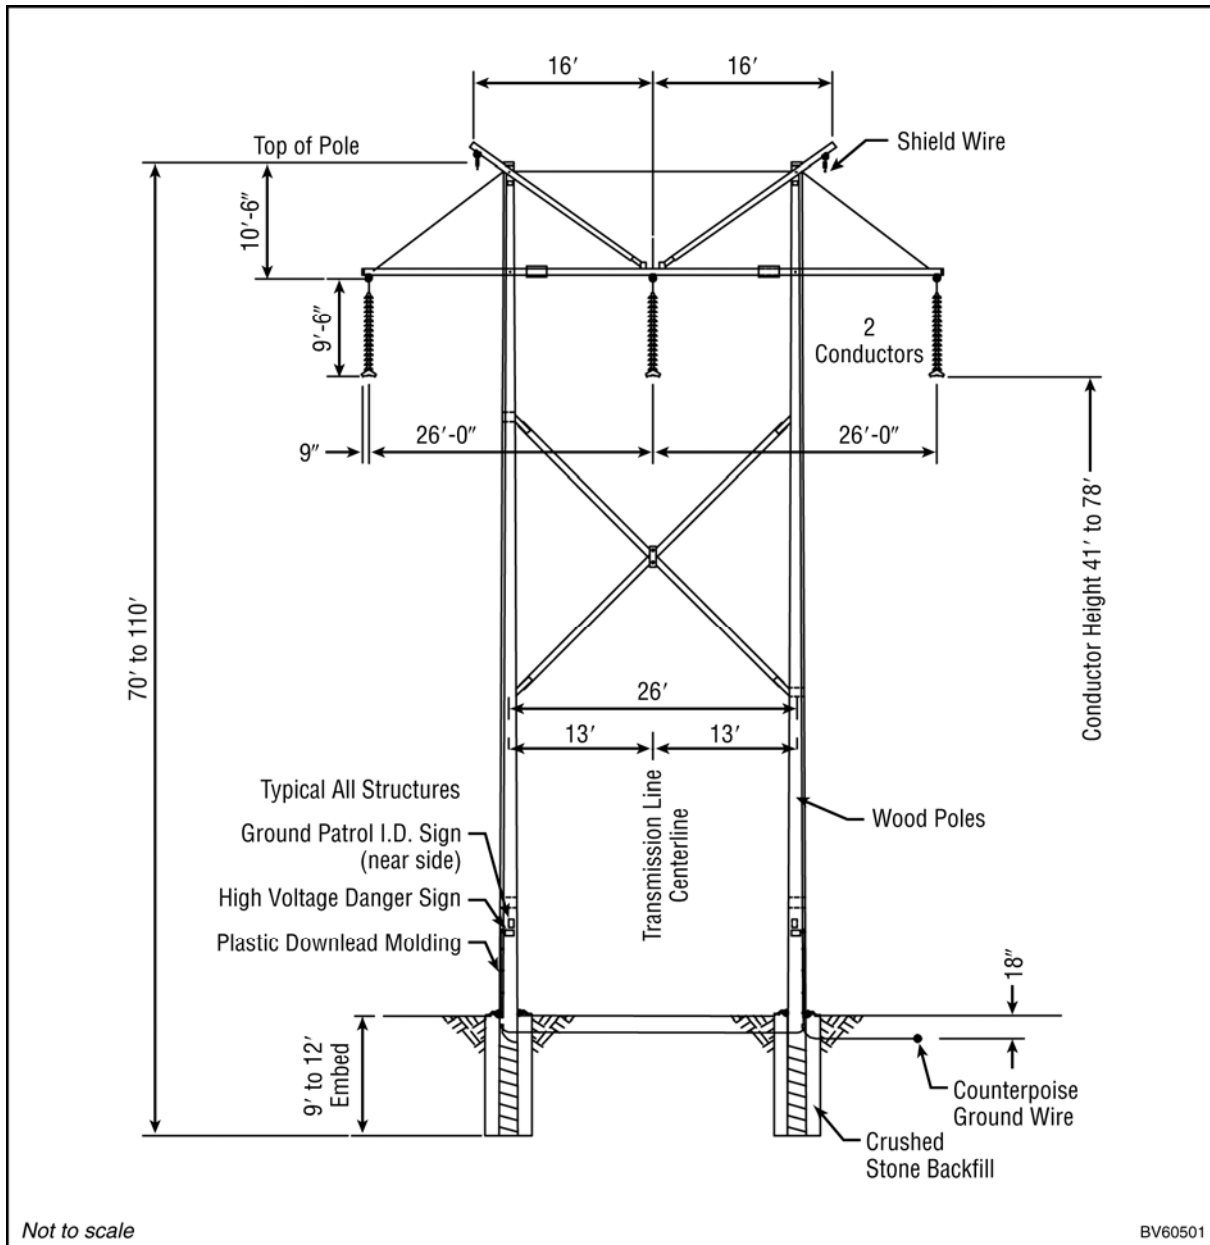 16′
16′
Top of Pole
Shield Wire
10′-6″
9′-6″
2
Conductors
9″
26′-0″
26′-0″
Conductor Height 41′ to 78′
70′ to 110′
26′
13′
13′
Transmission Line
Centerline
Typical All Structures
Ground Patrol I.D. Sign
(near side)
High Voltage Danger Sign
Plastic Downlead Molding
Wood Poles
18″
9′ to 12′
Embed
Counterpoise
Ground Wire
Crushed
Stone Backfill
Not to scale
BV60501